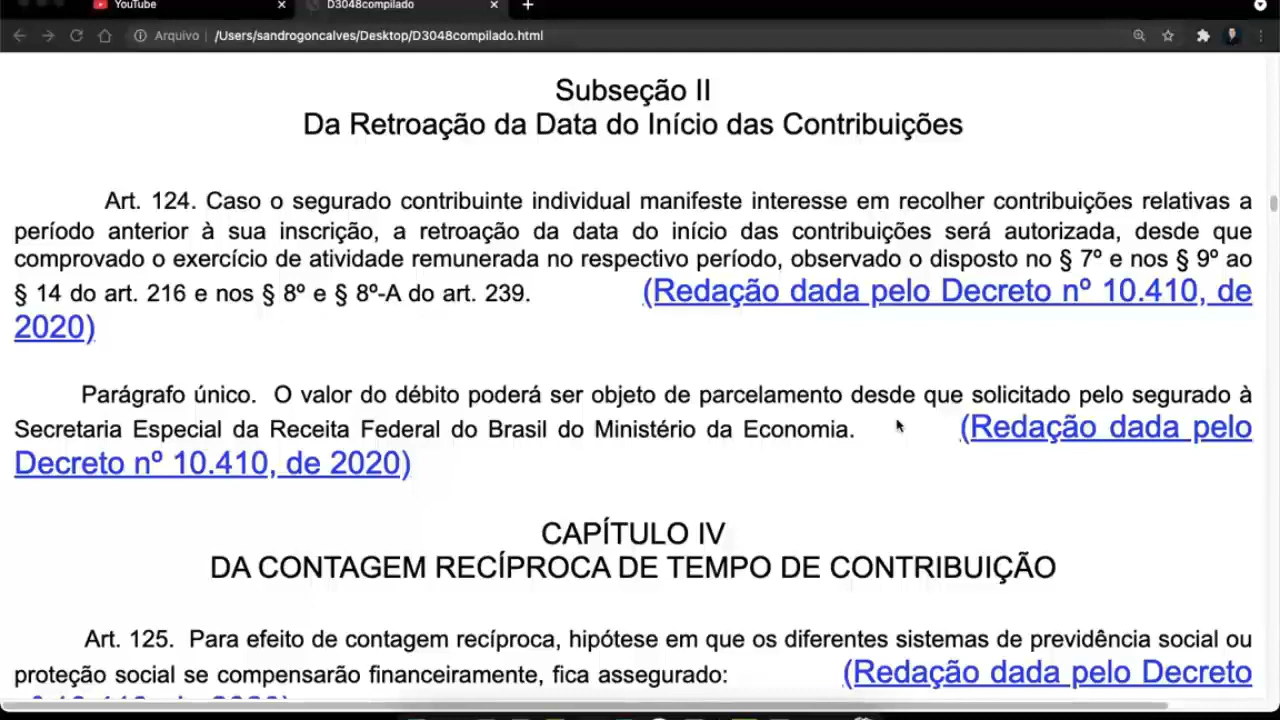 YouTube
D3048compilado
Arquivo | /Users/sandrogoncalves/Desktop/D3048compilado.html
Subseção II
Da Retroação da Data do Início das Contribuições
Art. 124. Caso o segurado contribuinte individual manifeste interesse em recolher contribuições relativas a
período anterior à sua inscrição, a retroação da data do início das contribuições será autorizada, desde que
comprovado o exercício de atividade remunerada no respectivo período, observado o disposto no § 7º e nos § 9º ao
§ 14 do art. 216 e nos § 8º e § 8º-A do art. 239. (Redação dada pelo Decreto nº 10.410, de
2020)
Parágrafo único. O valor do débito poderá ser objeto de parcelamento desde que solicitado pelo segurado à
Secretaria Especial da Receita Federal do Brasil do Ministério da Economia. (Redação dada pelo
Decreto nº 10.410, de 2020)
CAPÍTULO IV
DA CONTAGEM RECÍPROCA DE TEMPO DE CONTRIBUIÇÃO
Art. 125. Para efeito de contagem recíproca, hipótese em que os diferentes sistemas de previdência social ou
proteção social se compensarão financeiramente, fica assegurado: (Redação dada pelo Decreto